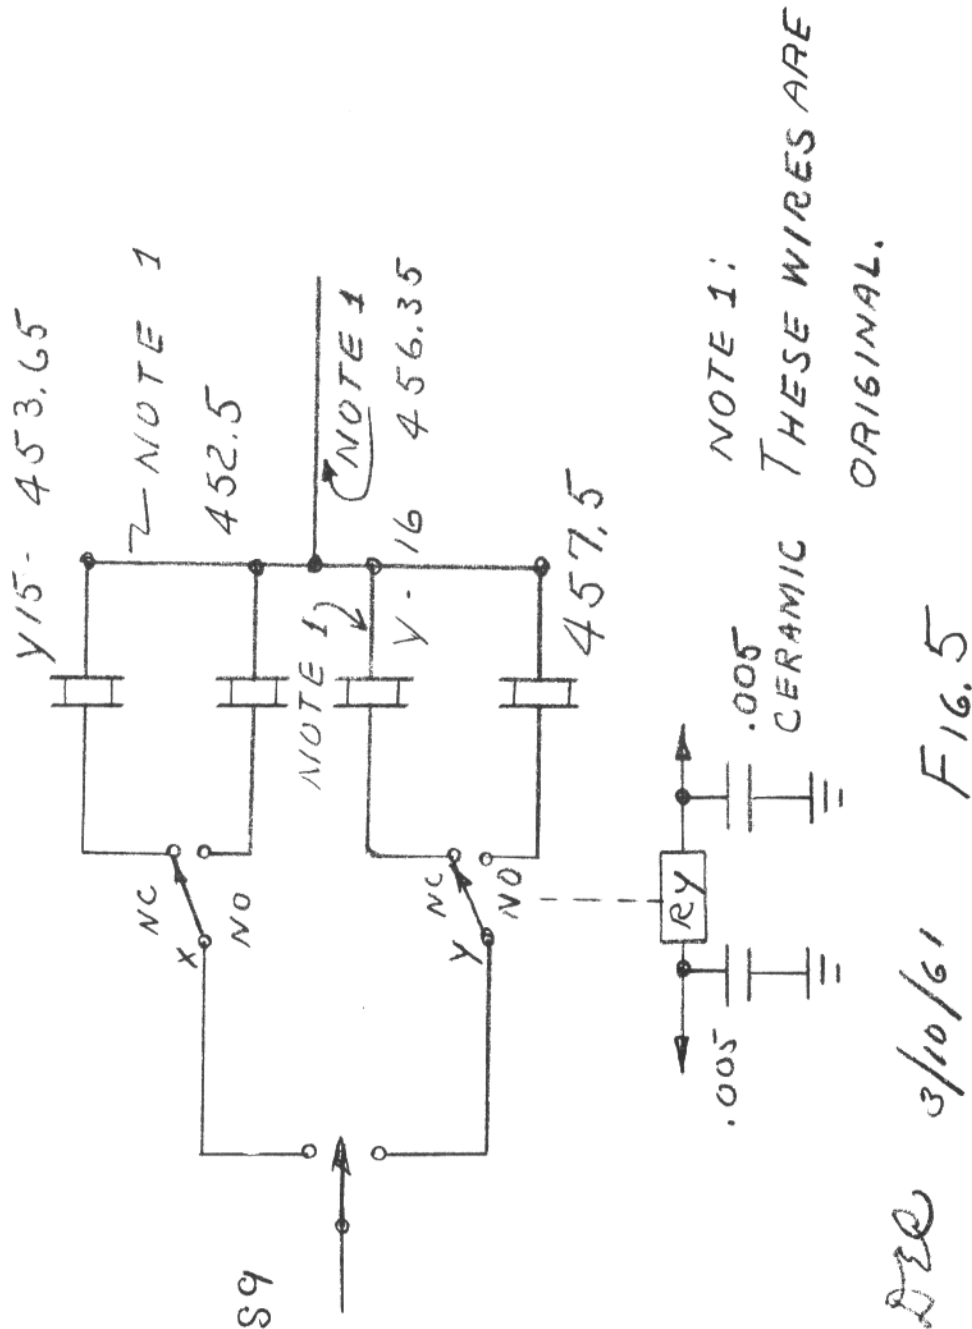 Y15 - 453.65
NOTE 1
452.5
NOTE 1
NOTE 1
Y - 16 456.35
457.5
NC
X
NO
NC
Y
NO
S9
RY
.005
.005
CERAMIC
NOTE 1:
THESE WIRES ARE
ORIGINAL.
3/10/61 FIG. 5